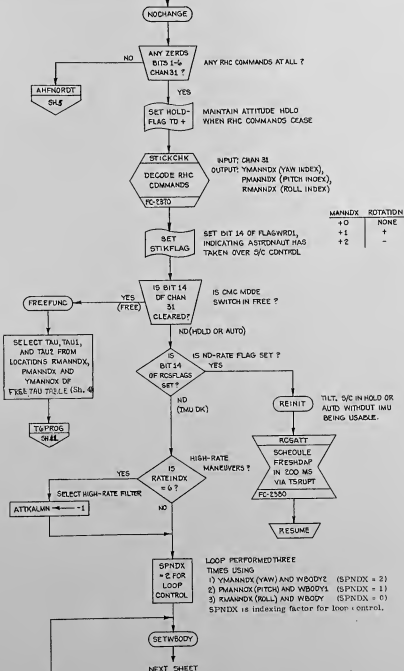 NOCHANGE
ANY ZEROS
BITS 1-6
CHAN 31 ?
NO
ANY RHC COMMANDS AT ALL ?
AHFNORDT
SH.5
YES
SET HOLD-
FLAG TO +
MAINTAIN ATTITUDE HOLD
WHEN RHC COMMANDS CEASE
STICKCHK
DECODE RHC
COMMANDS
FC-2370
INPUT: CHAN 31
OUTPUT: YMANNDX (YAW INDEX),
PMANNDX (PITCH INDEX),
RMANNDX (ROLL INDEX)
MANNDX ROTATION
+0 NONE
+1 +
+2 -
SET
STIKFLAG
SET BIT 14 OF FLAGWRD1,
INDICATING ASTRONAUT HAS
TAKEN OVER S/C CONTROL
IS BIT 14
OF CHAN
31
CLEARED?
IS CMC MODE
SWITCH IN FREE ?
YES
(FREE)
FREEFUNC
NO (HOLD OR AUTO)
SELECT TAU, TAU1,
AND TAU2 FROM
LOCATIONS RMANNDX,
PMANNDX AND
YMANNDX OF
FREE TAU TABLE (Sh. 4)
T6PROG
IS
BIT 14
OF RCSFLAGS
SET ?
IS NO-RATE FLAG SET ?
YES
NO
(IMU OK)
REINIT
TILT. S/C IN HOLD OR
AUTO WITHOUT IMU
BEING USABLE.
RCSATT
SCHEDULE
FRESHDAP
IN 200 MS
VIA T5RUPT
FC-2380
RESUME
IS
RATEINDX
= 6 ?
HIGH-RATE
MANEUVERS ?
YES
SELECT HIGH-RATE FILTER
ATTKALMN ← -1
NO
SPNDX
= 2 FOR
LOOP
CONTROL
LOOP PERFORMED THREE
TIMES USING
1) YMANNDX (YAW) AND WBODY2 (SPNDX = 2)
2) PMANNDX (PITCH) AND WBODY1 (SPNDX = 1)
3) RMANNDX (ROLL) AND WBODY (SPNDX = 0)
SPNDX is indexing factor for loop control.
SETWBODY
NEXT SHEET